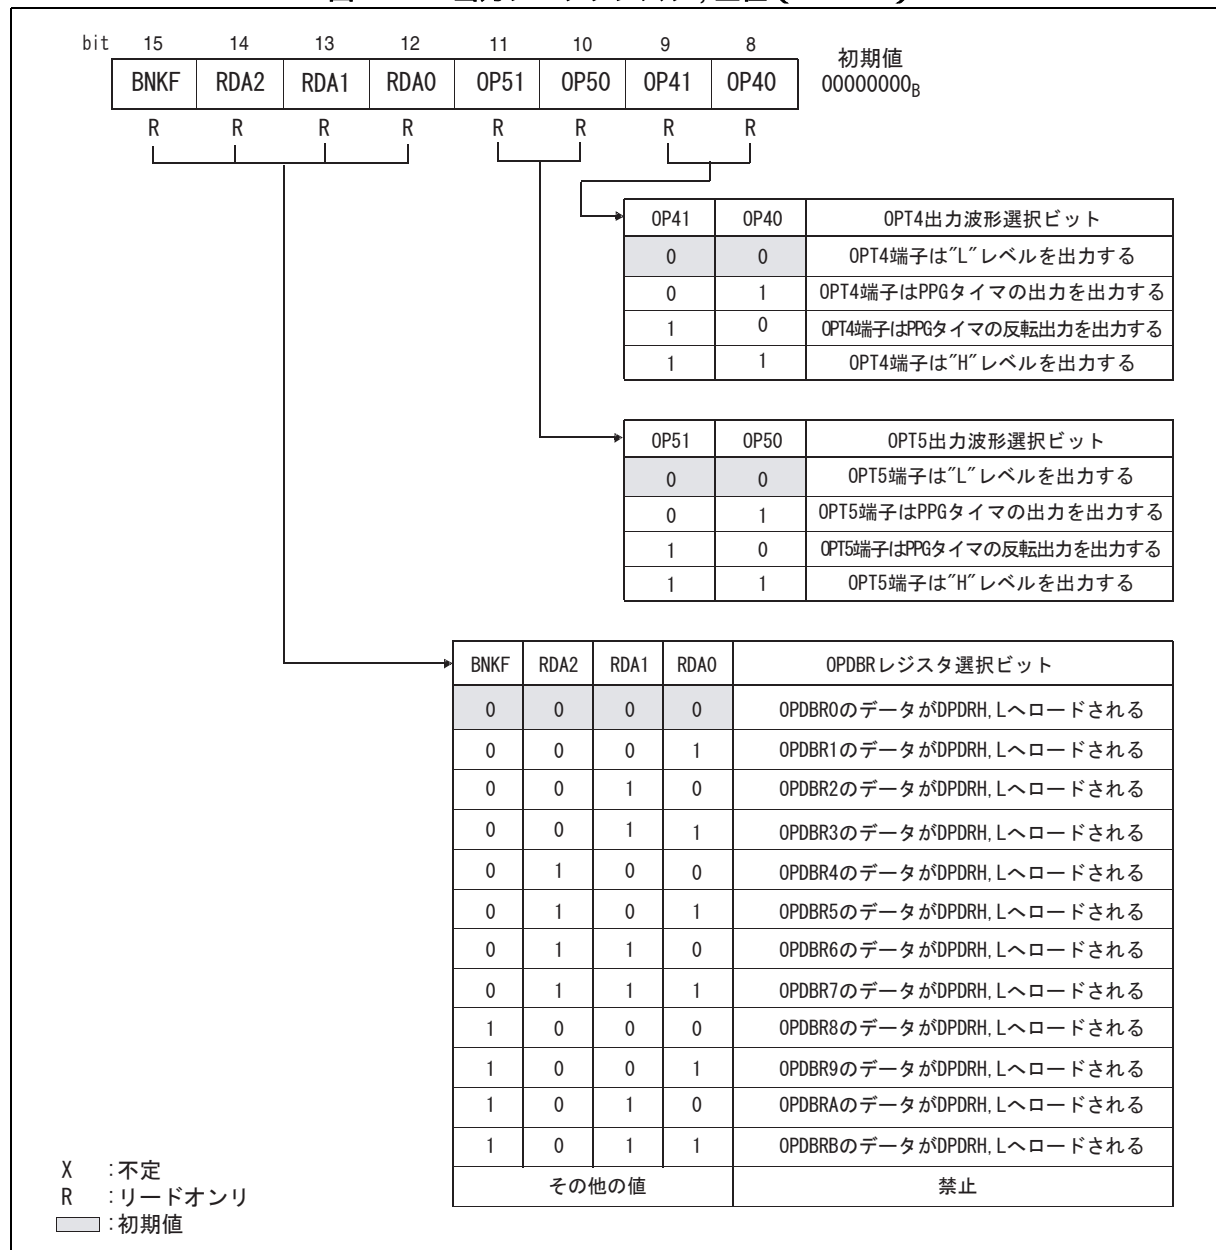 bit 15 14 13 12 11 10 9 8
初期値
BNKF RDA2 RDA1 RDA0 OP51 OP50 OP41 OP40
00000000B
R R R R R R R R
OP41 OP40 OPT4出力波形選択ビット
0 0 OPT4端子は"L"レベルを出力する
0 1 OPT4端子はPPGタイマの出力を出力する
1 0 OPT4端子はPPGタイマの反転出力を出力する
1 1 OPT4端子は"H"レベルを出力する
OP51 OP50 OPT5出力波形選択ビット
0 0 OPT5端子は"L"レベルを出力する
0 1 OPT5端子はPPGタイマの出力を出力する
1 0 OPT5端子はPPGタイマの反転出力を出力する
1 1 OPT5端子は"H"レベルを出力する
BNKF RDA2 RDA1 RDA0 OPDBRレジスタ選択ビット
0 0 0 0 OPDBR0のデータがDPDRH,Lへロードされる
0 0 0 1 OPDBR1のデータがDPDRH,Lへロードされる
0 0 1 0 OPDBR2のデータがDPDRH,Lへロードされる
0 0 1 1 OPDBR3のデータがDPDRH,Lへロードされる
0 1 0 0 OPDBR4のデータがDPDRH,Lへロードされる
0 1 0 1 OPDBR5のデータがDPDRH,Lへロードされる
0 1 1 0 OPDBR6のデータがDPDRH,Lへロードされる
0 1 1 1 OPDBR7のデータがDPDRH,Lへロードされる
1 0 0 0 OPDBR8のデータがDPDRH,Lへロードされる
1 0 0 1 OPDBR9のデータがDPDRH,Lへロードされる
1 0 1 0 OPDBRAのデータがDPDRH,Lへロードされる
1 0 1 1 OPDBRBのデータがDPDRH,Lへロードされる
その他の値 禁止
X :不定
R :リードオンリ
:初期値